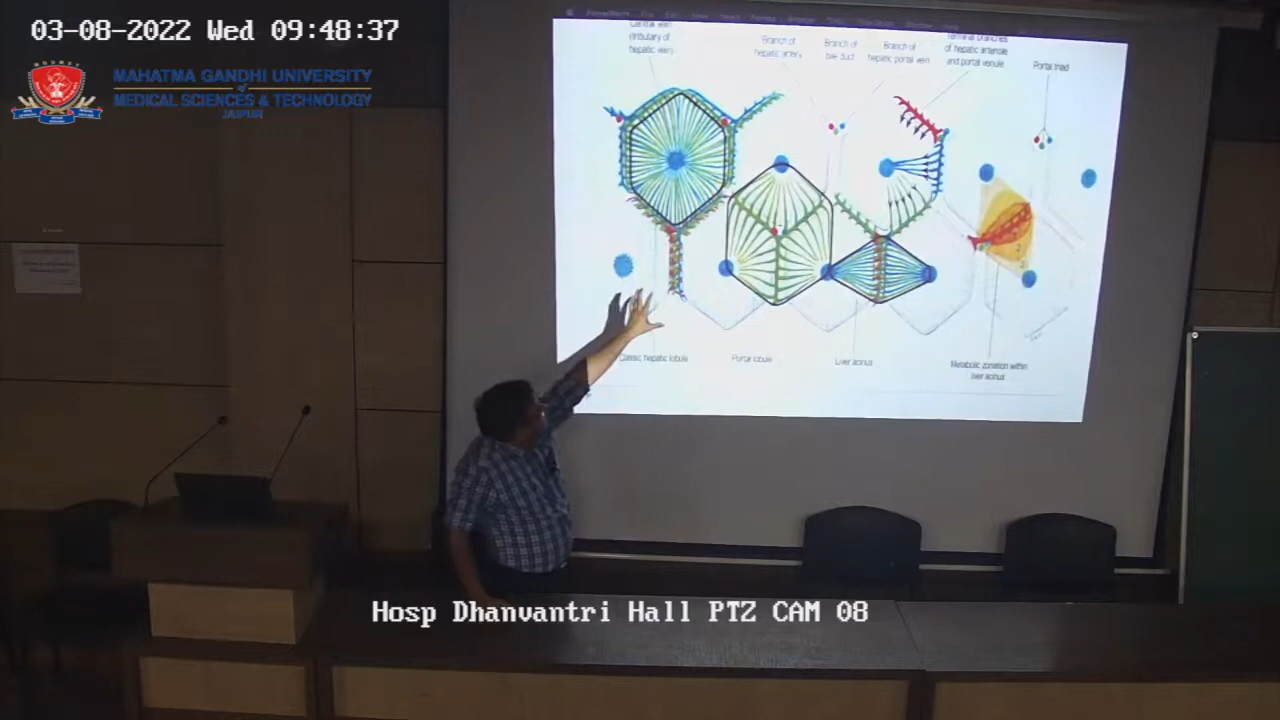 03-08-2022 Wed 09:48:37
MAHATMA GANDHI UNIVERSITY
of
MEDICAL SCIENCES & TECHNOLOGY
JAIPUR
Central vein
(tributary of
hepatic vein)
Branch of
hepatic artery
Branch of
bile duct
Branch of
hepatic portal vein
Terminal branches
of hepatic arteriole
and portal venule
Portal triad
Classic hepatic lobule
Portal lobule
Liver acinus
Metabolic zonation within
liver acinus
Hosp Dhanvantri Hall PTZ CAM 08